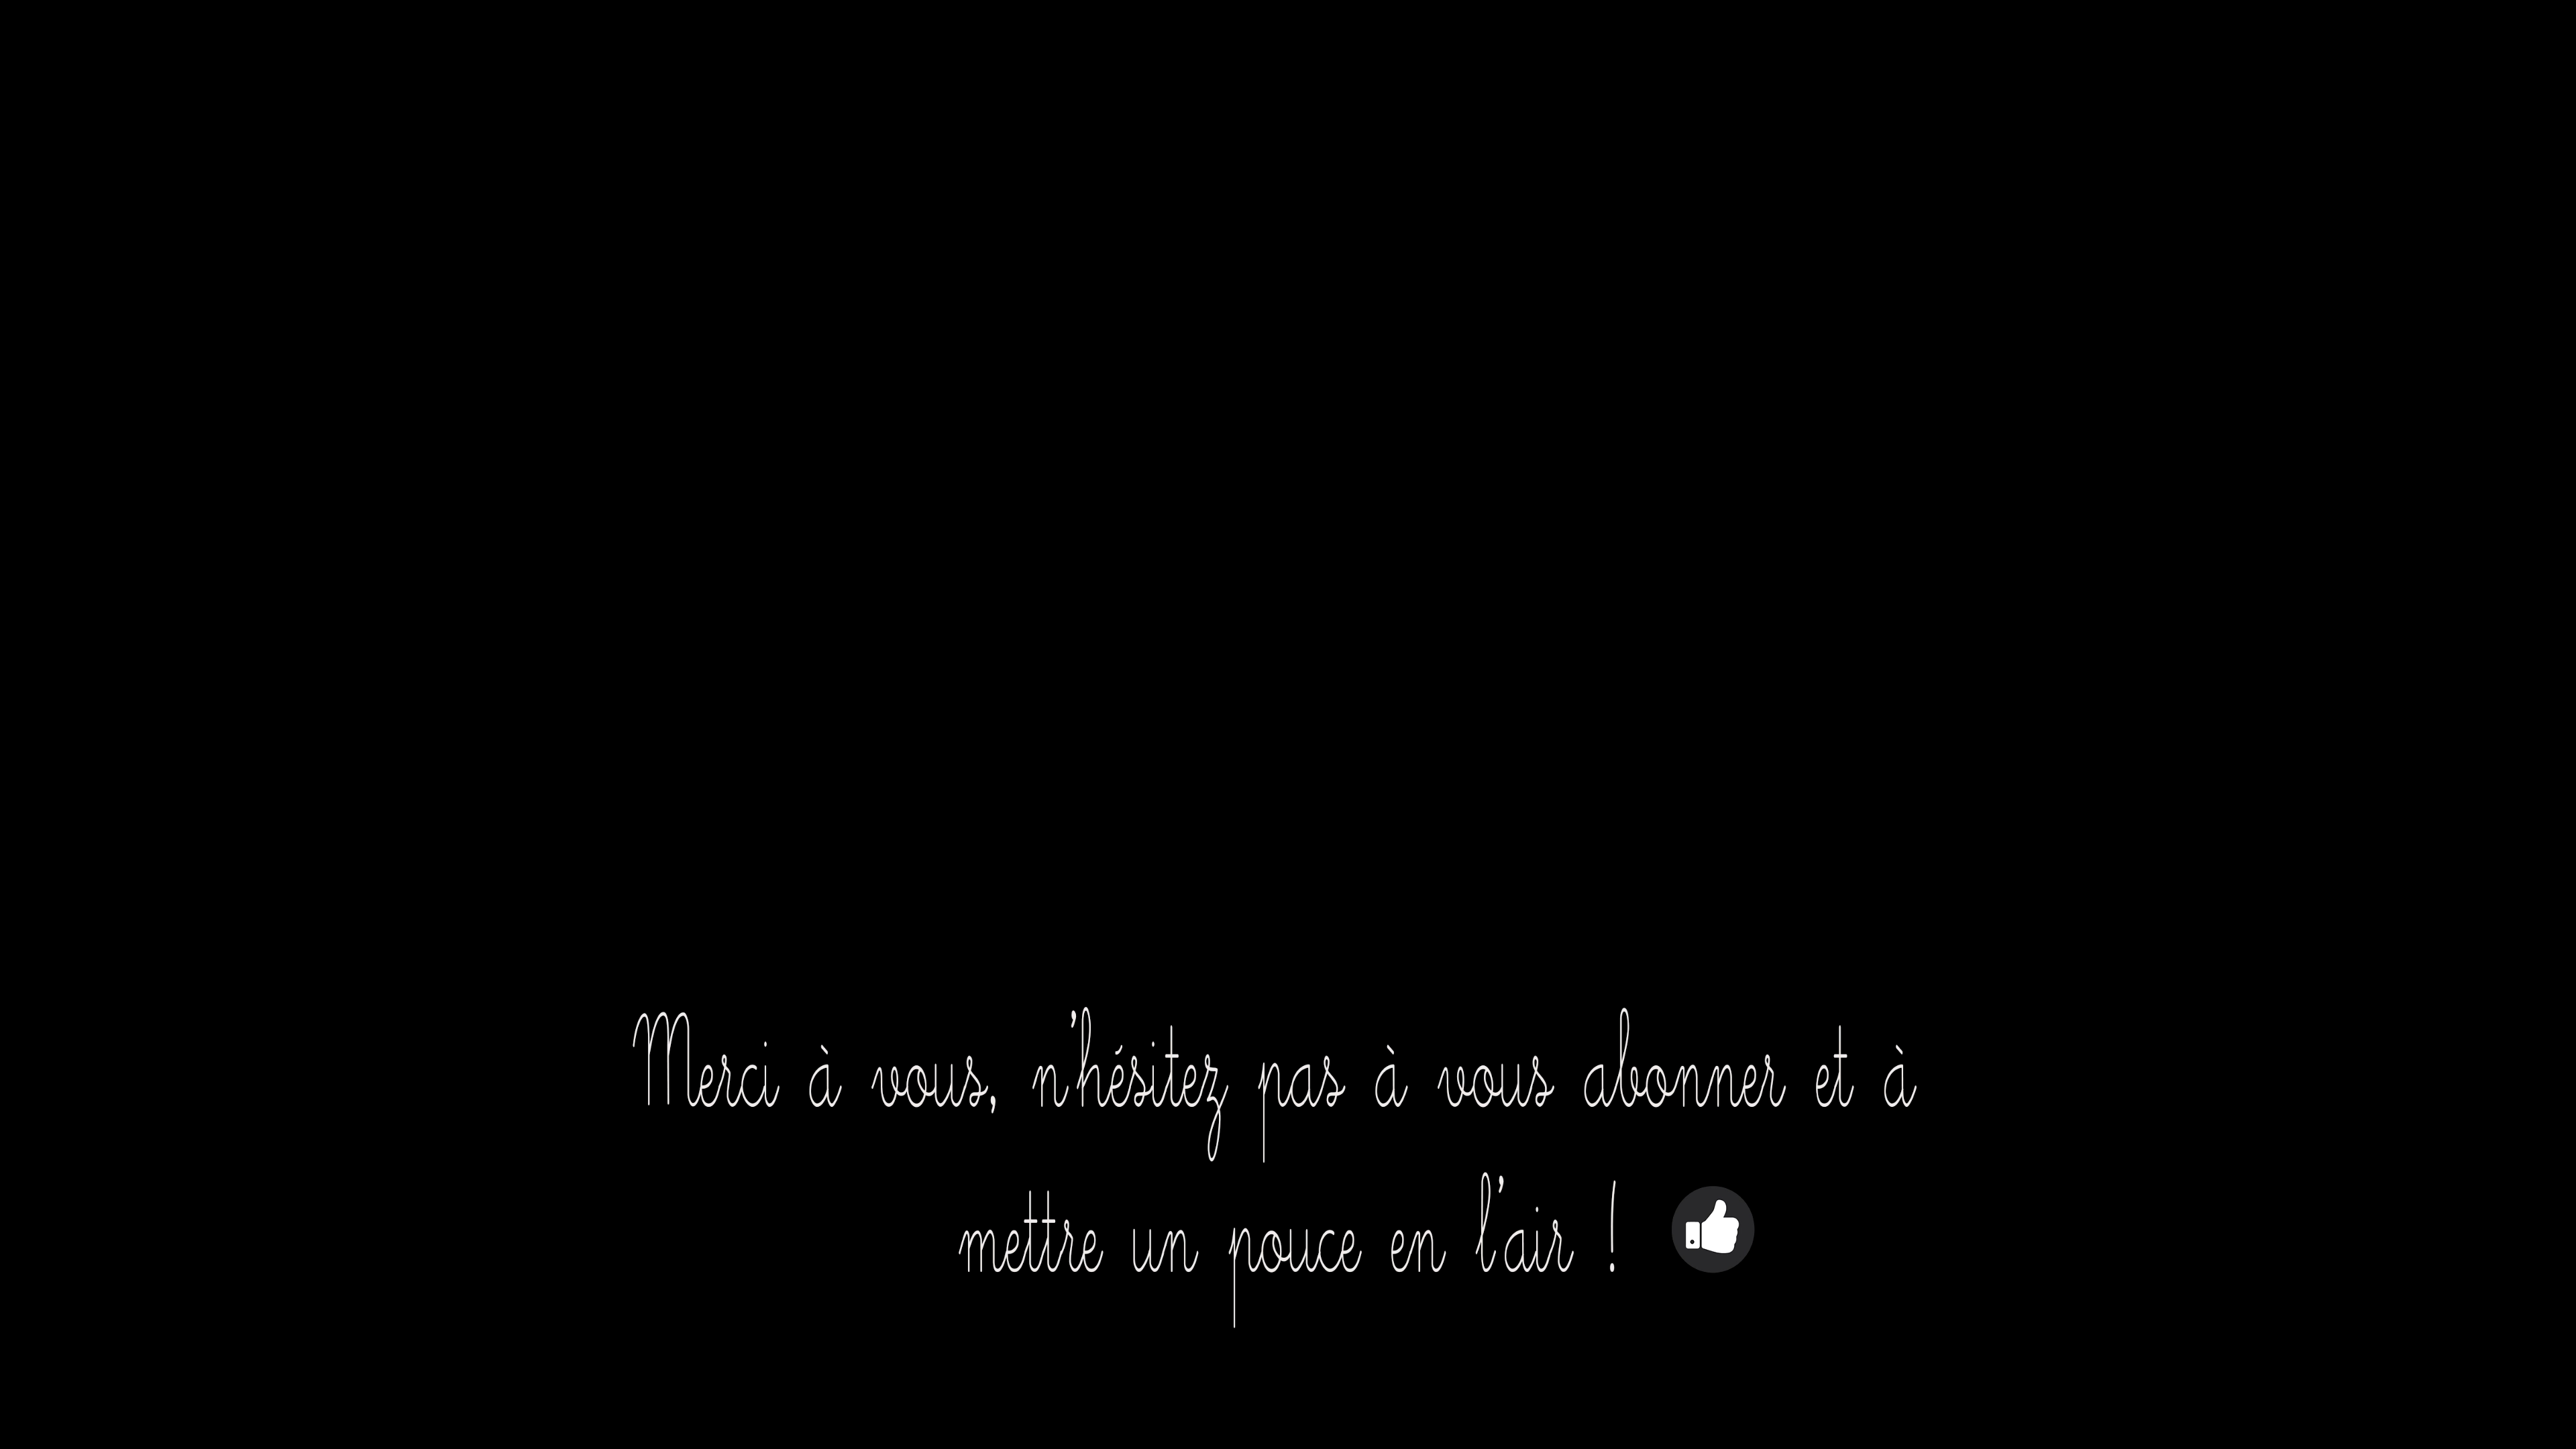 Merci à vous, n'hésitez pas à vous abonner et à
mettre un pouce en l'air !